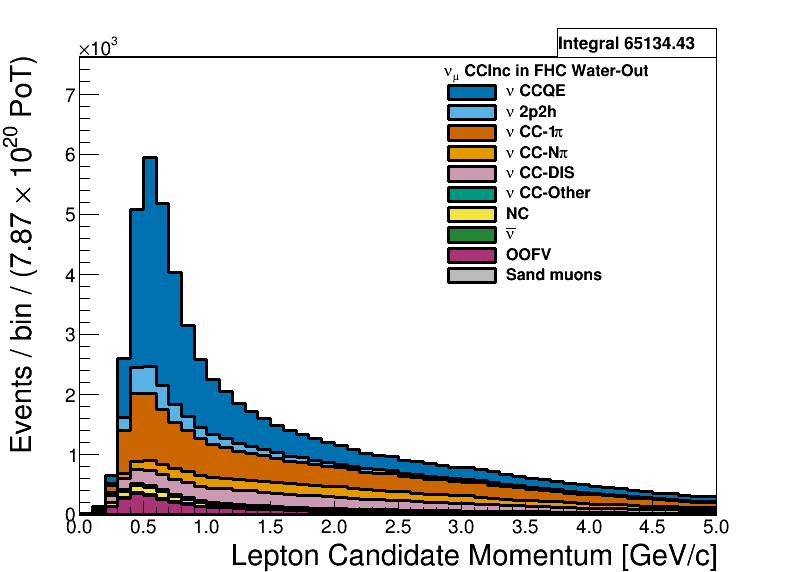 ×10³
Integral 65134.43
ν_μ CCInc in FHC Water-Out
ν CCQE
ν 2p2h
ν CC-1π
ν CC-Nπ
ν CC-DIS
ν CC-Other
NC
ν̅
OOFV
Sand muons
Events / bin / (7.87 × 10²⁰ PoT)
7
6
5
4
3
2
1
0
0.0 0.5 1.0 1.5 2.0 2.5 3.0 3.5 4.0 4.5 5.0
Lepton Candidate Momentum [GeV/c]